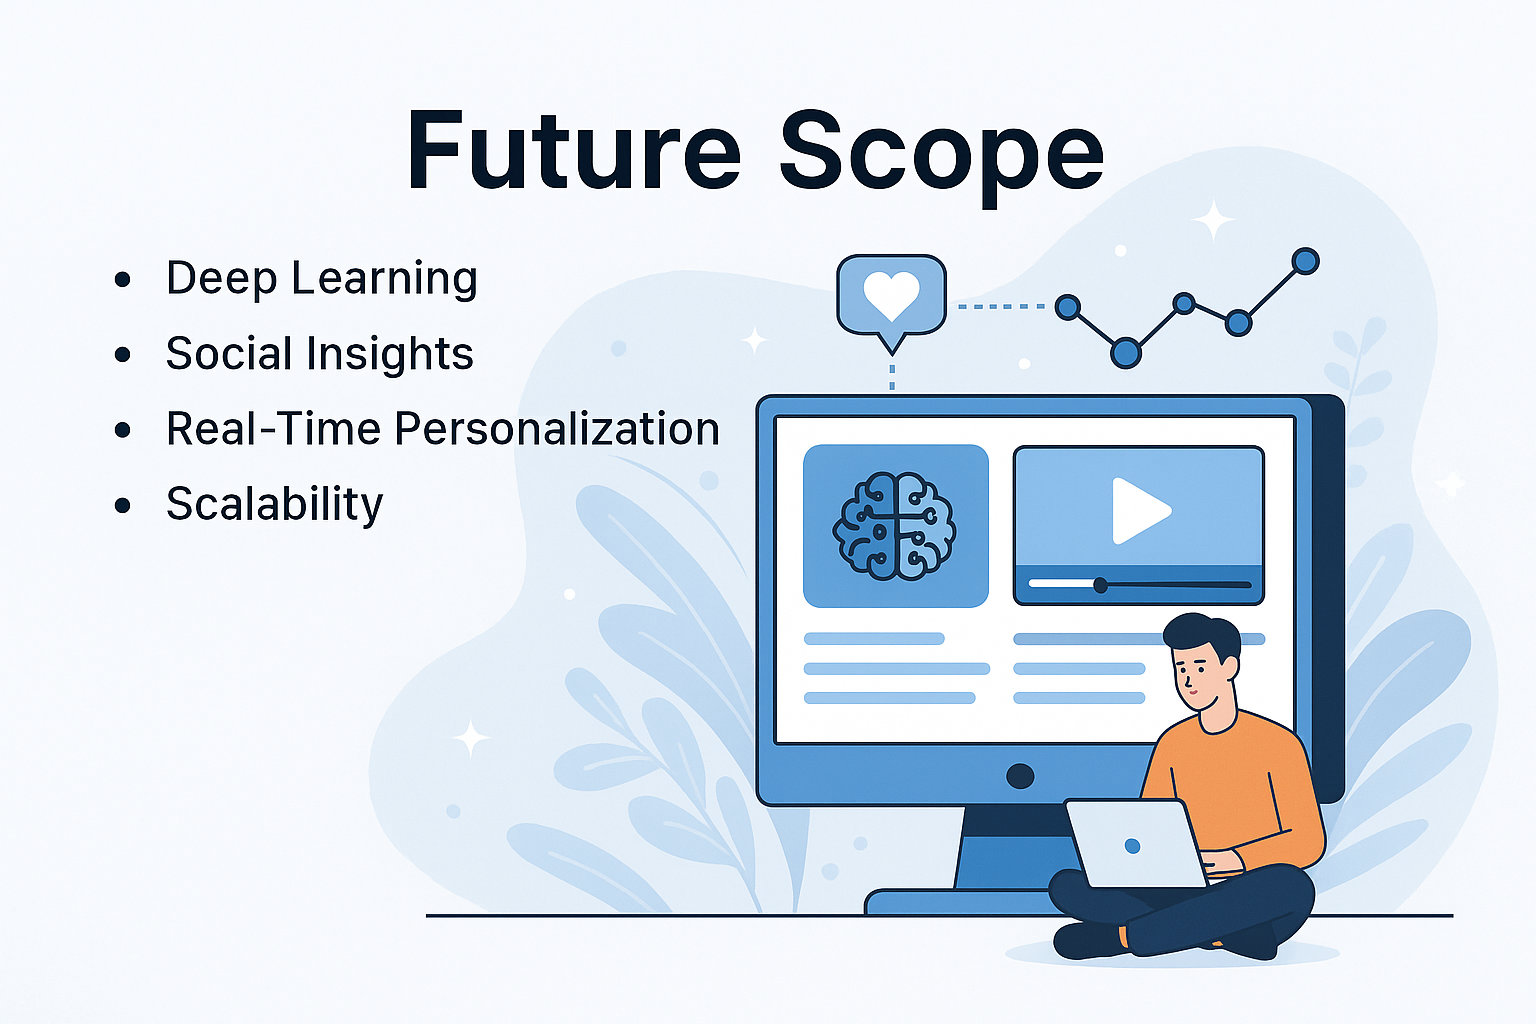 Future Scope
• Deep Learning
• Social Insights
• Real-Time Personalization
• Scalability